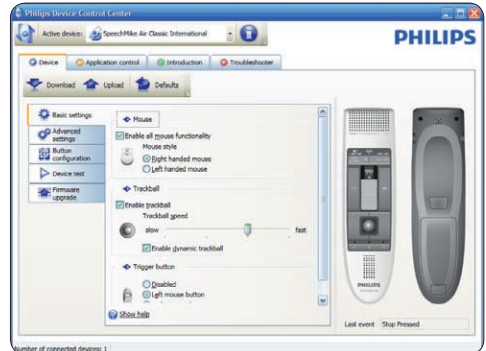 Philips Device Control Center
Active device: SpeechMike Air Classic International
PHILIPS
Device Application control Introduction Troubleshooter
Download Upload Defaults
Basic settings
Advanced settings
Button configuration
Device test
Firmware upgrade
Mouse
Enable all mouse functionality
Mouse style
Right handed mouse
Left handed mouse
Trackball
Enable trackball
Trackball speed
slow fast
Enable dynamic trackball
Trigger button
Disabled
Left mouse button
Show help
PHILIPS
Last event Stop Pressed
Number of connected devices: 1